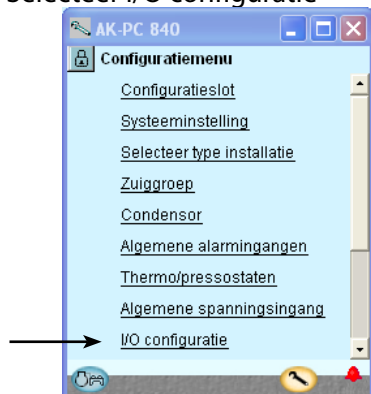 Selecteer I/O configuratie
AK-PC 840
Configuratiemenu
Configuratieslot
Systeeminstelling
Selecteer type installatie
Zuiggroep
Condensor
Algemene alarmingangen
Thermo/pressostaten
Algemene spanningsingang
I/O configuratie